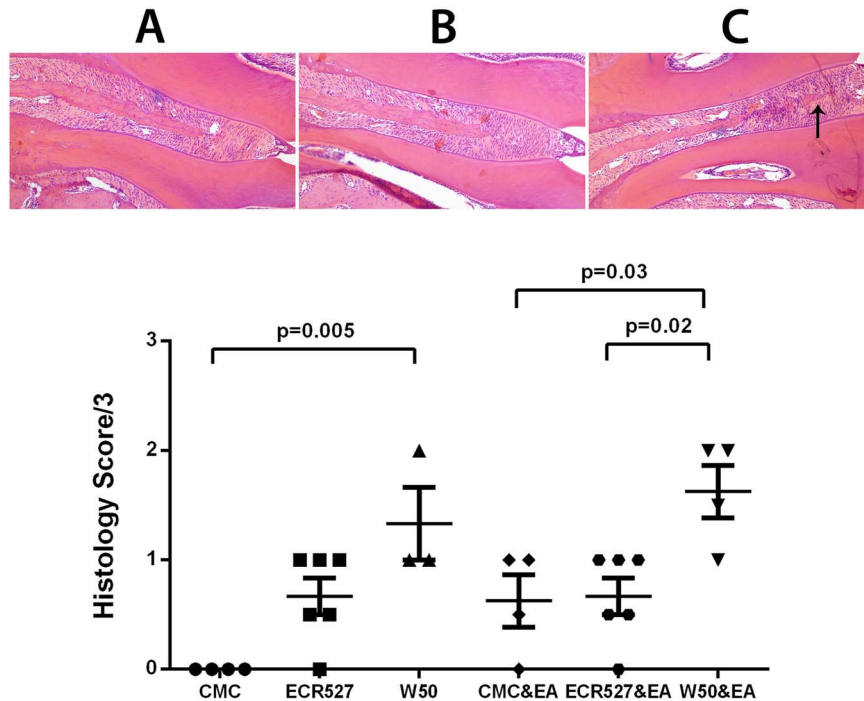 A B C
p=0.03
p=0.005 p=0.02
3
2
1
0
Histology Score/3
CMC ECR527 W50 CMC&EA ECR527&EA W50&EA